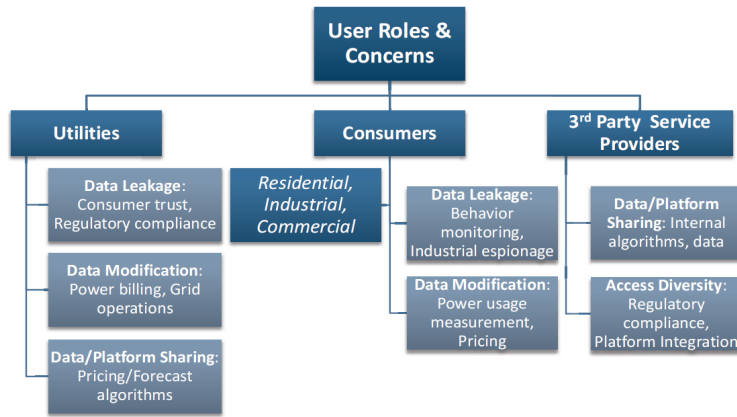 User Roles &
Concerns
Utilities
Consumers
3rd Party Service
Providers
Data Leakage:
Consumer trust,
Regulatory compliance
Data Modification:
Power billing, Grid
operations
Data/Platform Sharing:
Pricing/Forecast
algorithms
Residential,
Industrial,
Commercial
Data Leakage:
Behavior
monitoring,
Industrial espionage
Data Modification:
Power usage
measurement,
Pricing
Data/Platform
Sharing: Internal
algorithms, data
Access Diversity:
Regulatory
compliance,
Platform Integration